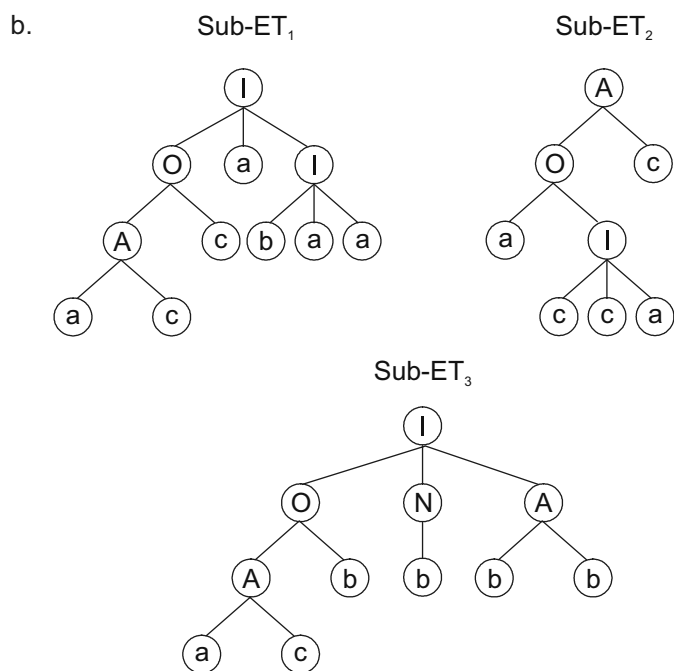 b. Sub-ET₁ Sub-ET₂
I A
O a I O c
A c b a a a I
a c c c a
Sub-ET₃
I
O N A
A b b b b
a c